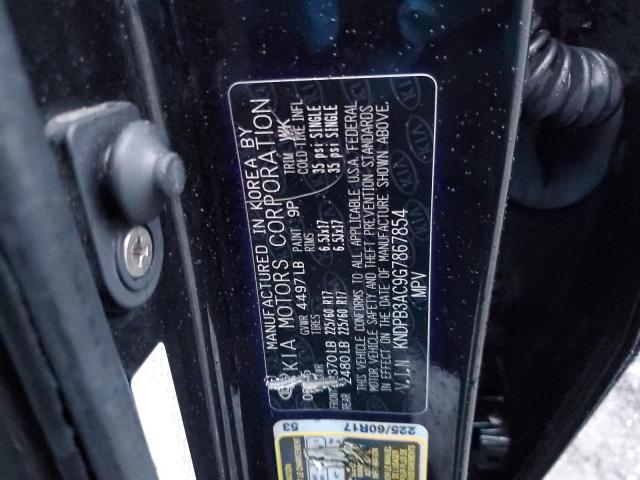 MANUFACTURED IN KOREA BY
KIA MOTORS CORPORATION
GVWR 4497LB PAINT 9P TRIM WK
TIRES RIMS COLD TIRE INFL
FRONT 2370LB 225/60 R17 6.5Jx17 35 psi SINGLE
REAR 2480LB 225/60 R17 6.5Jx17 35 psi SINGLE
THIS VEHICLE CONFORMS TO ALL APPLICABLE U.S.A. FEDERAL
MOTOR VEHICLE SAFETY AND THEFT PREVENTION STANDARDS
IN EFFECT ON THE DATE OF MANUFACTURE SHOWN ABOVE.
V.I.N KNDPB3AC9G7867854
MPV
225/60R17
53